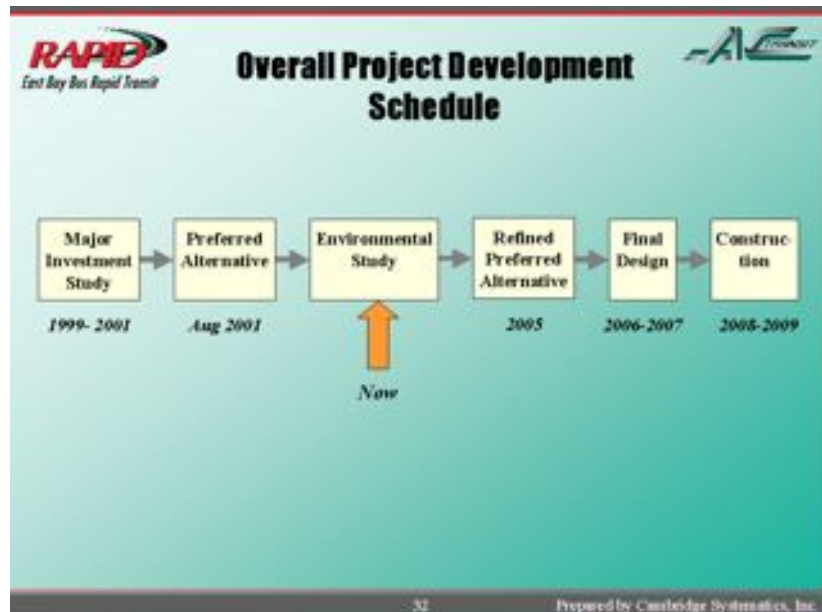 RAPID
East Bay Bus Rapid Transit
AC TRANSIT
Overall Project Development
Schedule
Major
Investment
Study
Preferred
Alternative
Environmental
Study
Refined
Preferred
Alternative
Final
Design
Construc-
tion
1999- 2001
Aug 2001
2005
2006-2007
2008-2009
Now
32
Prepared by Cambridge Systematics, Inc.